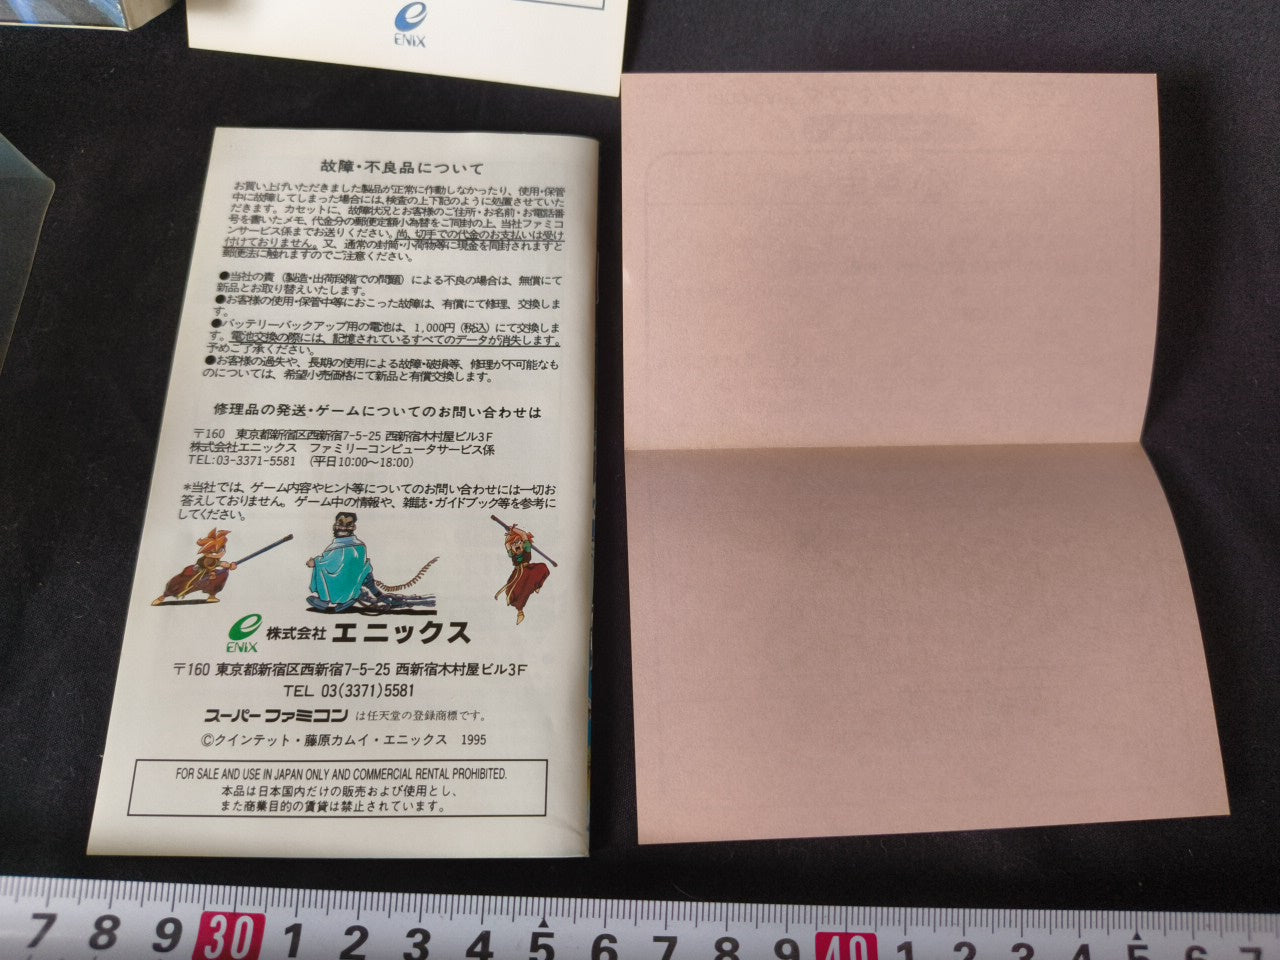 ENIX
故障・不良品について
お買い上げいただきました製品が正常に作動しなかったり、使用・保管
中に故障してしまった場合には、検査の上下記のように処置させていた
だきます。カセットに、故障状況とお客様のご住所・お名前・お電話番
号を書いたメモ、代金分の郵便定額小為替をご同封の上、当社ファミコ
ンサービス係までお送りください。尚、切手での代金のお支払いは受け
付けておりません。又、通常の封筒・小荷物等に現金を同封されますと
郵便法に触れますのでご注意ください。
●当社の責（製造・出荷段階での問題）による不良の場合は、無償にて
新品とお取り替えいたします。
●お客様の使用・保管中等におこった故障は、有償にて修理、交換しま
す。
●バッテリーバックアップ用の電池は、1,000円（税込）にて交換しま
す。電池交換の際には、記憶されているすべてのデータが消失します。
予めご了承ください。
●お客様の過失や、長期の使用による故障・破損等、修理が不可能なも
のについては、希望小売価格にて新品と有償交換します。
修理品の発送・ゲームについてのお問い合わせは
〒160 東京都新宿区西新宿7-5-25 西新宿木村屋ビル3F
株式会社エニックス ファミリーコンピュータサービス係
TEL:03-3371-5581 （平日10:00〜18:00）
*当社では、ゲーム内容やヒント等についてのお問い合わせには一切お
答えしておりません。ゲーム中の情報や、雑誌・ガイドブック等を参考に
してください。
ENIX 株式会社 エニックス
〒160 東京都新宿区西新宿7-5-25 西新宿木村屋ビル3F
TEL 03(3371)5581
スーパーファミコン は任天堂の登録商標です。
©クインテット・藤原カムイ・エニックス 1995
FOR SALE AND USE IN JAPAN ONLY AND COMMERCIAL RENTAL PROHIBITED.
本品は日本国内だけの販売および使用とし、
また商業目的の賃貸は禁止されています。
7 8 9 30 1 2 3 4 5 6 7 8 9 40 1 2 3 4 5 6 7